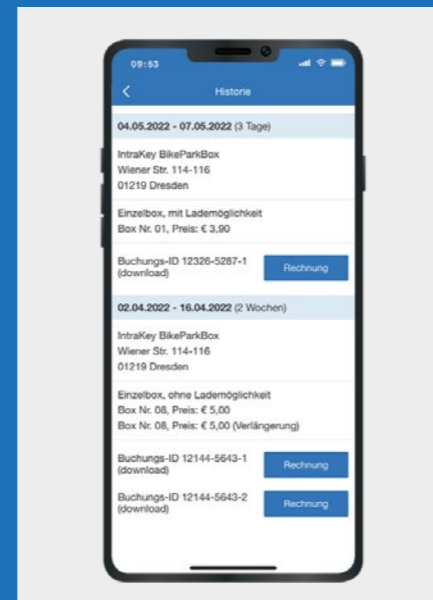 09:53
Historie
04.05.2022 - 07.05.2022 (3 Tage)
IntraKey BikeParkBox
Wiener Str. 114-116
01219 Dresden
Einzelbox, mit Lademöglichkeit
Box Nr. 01, Preis: € 3,90
Buchungs-ID 12326-5287-1
(download)
Rechnung
02.04.2022 - 16.04.2022 (2 Wochen)
IntraKey BikeParkBox
Wiener Str. 114-116
01219 Dresden
Einzelbox, ohne Lademöglichkeit
Box Nr. 08, Preis: € 5,00
Box Nr. 08, Preis: € 5,00 (Verlängerung)
Buchungs-ID 12144-5643-1
(download)
Rechnung
Buchungs-ID 12144-5643-2
(download)
Rechnung